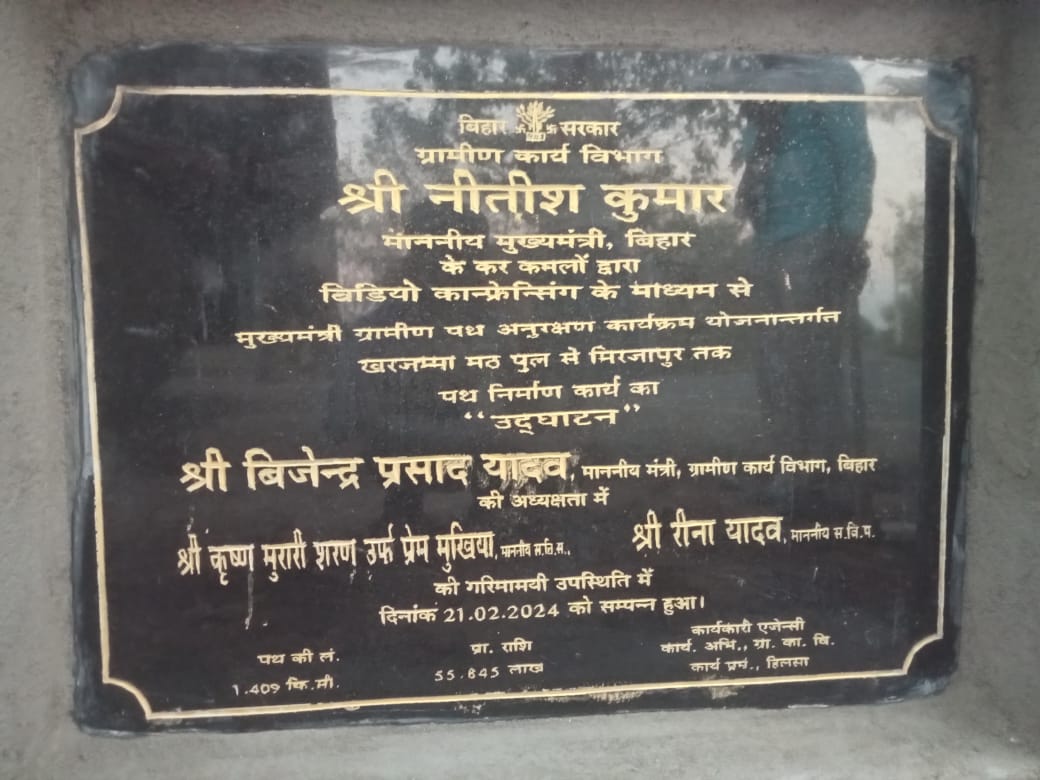 बिहार सरकार
ग्रामीण कार्य विभाग
श्री नीतीश कुमार
माननीय मुख्यमंत्री, बिहार
के कर कमलों द्वारा
विडियो कान्फ्रेन्सिंग के माध्यम से
मुख्यमंत्री ग्रामीण पथ अनुरक्षण कार्यक्रम योजनान्तर्गत
खरजम्मा मठ पुल से मिरजापुर तक
पथ निर्माण कार्य का
“उद्घाटन”
श्री बिजेन्द्र प्रसाद यादव, माननीय मंत्री, ग्रामीण कार्य विभाग, बिहार
की अध्यक्षता में
श्री कृष्ण मुरारी शरण उर्फ प्रेम मुखिया, माननीय स.वि.स., श्री रीना यादव, माननीय स.वि.प.
की गरिमामयी उपस्थिति में
दिनांक 21.02.2024 को सम्पन्न हुआ।
पथ की लं. प्रा. राशि कार्यकारी एजेन्सी
1.409 कि.मी. 55.845 लाख कार्य. अभि., ग्रा. का. वि.
कार्य प्रमं., हिलसा